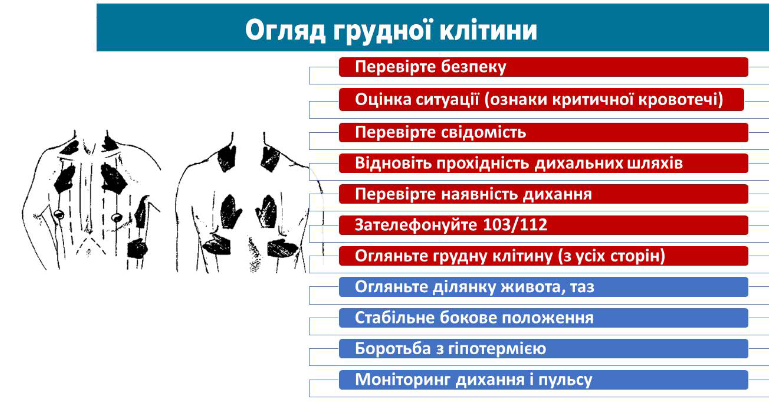 Огляд грудної клітини
Перевірте безпеку
Оцінка ситуації (ознаки критичної кровотечі)
Перевірте свідомість
Відновіть прохідність дихальних шляхів
Перевірте наявність дихання
Зателефонуйте 103/112
Огляньте грудну клітину (з усіх сторін)
Огляньте ділянку живота, таз
Стабільне бокове положення
Боротьба з гіпотермією
Моніторинг дихання і пульсу